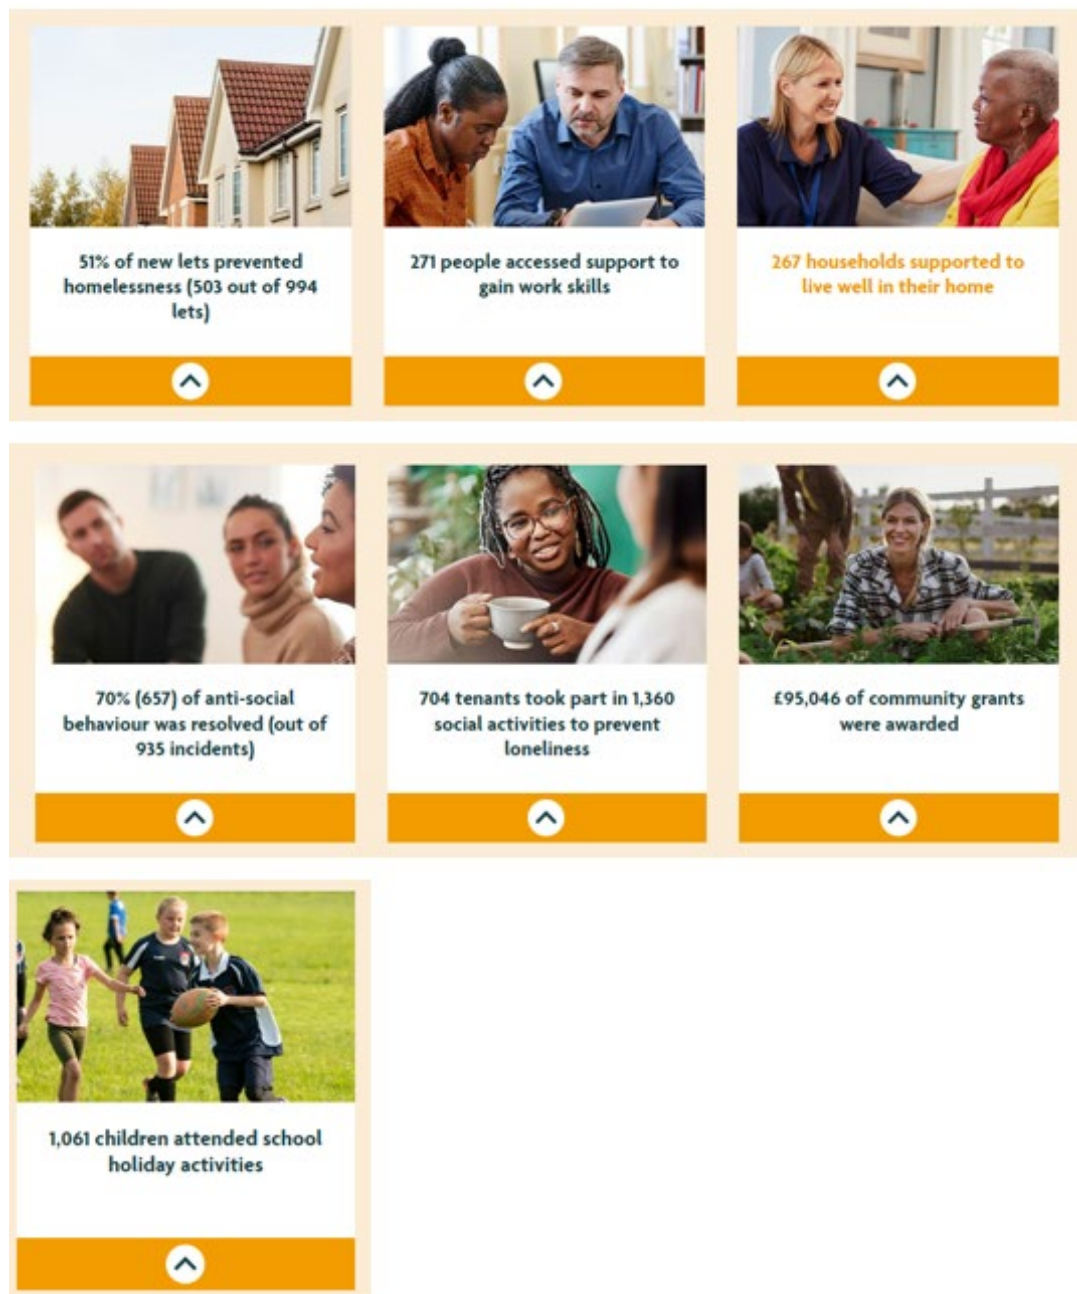 51% of new lets prevented
homelessness (503 out of 994
lets)
271 people accessed support to
gain work skills
267 households supported to
live well in their home
70% (657) of anti-social
behaviour was resolved (out of
935 incidents)
704 tenants took part in 1,360
social activities to prevent
loneliness
£95,046 of community grants
were awarded
1,061 children attended school
holiday activities